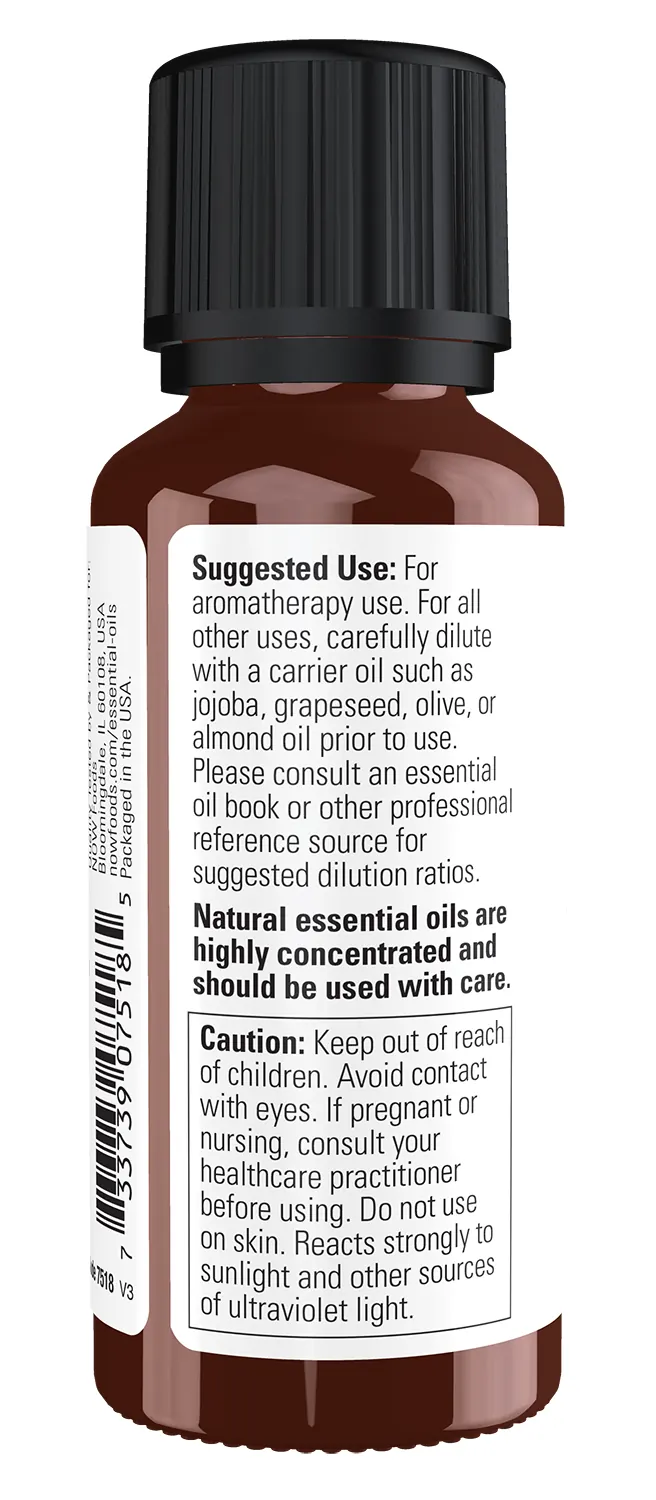 Suggested Use: For
aromatherapy use. For all
other uses, carefully dilute
with a carrier oil such as
jojoba, grapeseed, olive, or
almond oil prior to use.
Please consult an essential
oil book or other professional
reference source for
suggested dilution ratios.
Natural essential oils are
highly concentrated and
should be used with care.
Caution: Keep out of reach
of children. Avoid contact
with eyes. If pregnant or
nursing, consult your
healthcare practitioner
before using. Do not use
on skin. Reacts strongly to
sunlight and other sources
of ultraviolet light.
by & Packaged for:
NOW Foods
Bloomingdale, IL 60108, USA
nowfoods.com/essential-oils
Packaged in the USA.
7 33739 07518 5
7518 V3